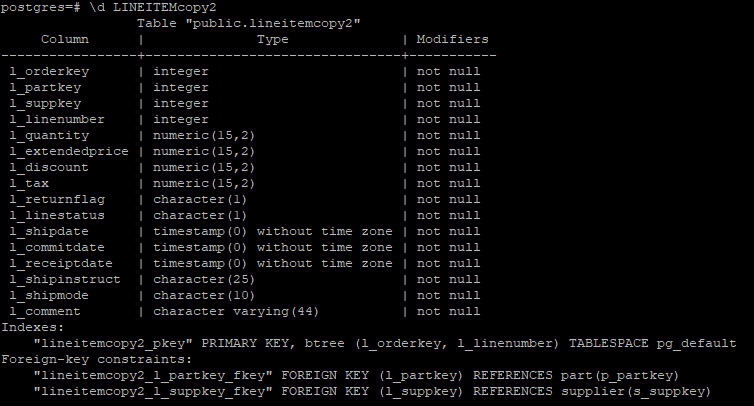 postgres=# \d LINEITEMcopy2
                 Table "public.lineitemcopy2"
     Column      |              Type              | Modifiers
-----------------+--------------------------------+-----------
 l_orderkey      | integer                        | not null
 l_partkey       | integer                        | not null
 l_suppkey       | integer                        | not null
 l_linenumber    | integer                        | not null
 l_quantity      | numeric(15,2)                  | not null
 l_extendedprice | numeric(15,2)                  | not null
 l_discount      | numeric(15,2)                  | not null
 l_tax           | numeric(15,2)                  | not null
 l_returnflag    | character(1)                   | not null
 l_linestatus    | character(1)                   | not null
 l_shipdate      | timestamp(0) without time zone | not null
 l_commitdate    | timestamp(0) without time zone | not null
 l_receiptdate   | timestamp(0) without time zone | not null
 l_shipinstruct  | character(25)                  | not null
 l_shipmode      | character(10)                  | not null
 l_comment       | character varying(44)          | not null
Indexes:
    "lineitemcopy2_pkey" PRIMARY KEY, btree (l_orderkey, l_linenumber) TABLESPACE pg_default
Foreign-key constraints:
    "lineitemcopy2_l_partkey_fkey" FOREIGN KEY (l_partkey) REFERENCES part(p_partkey)
    "lineitemcopy2_l_suppkey_fkey" FOREIGN KEY (l_suppkey) REFERENCES supplier(s_suppkey)